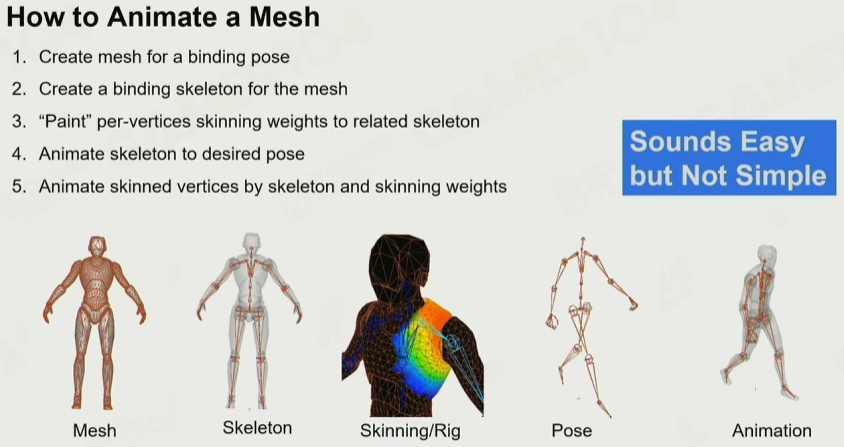 How to Animate a Mesh
1. Create mesh for a binding pose
2. Create a binding skeleton for the mesh
3. “Paint” per-vertices skinning weights to related skeleton
4. Animate skeleton to desired pose
5. Animate skinned vertices by skeleton and skinning weights
Sounds Easy
but Not Simple
Mesh
Skeleton
Skinning/Rig
Pose
Animation